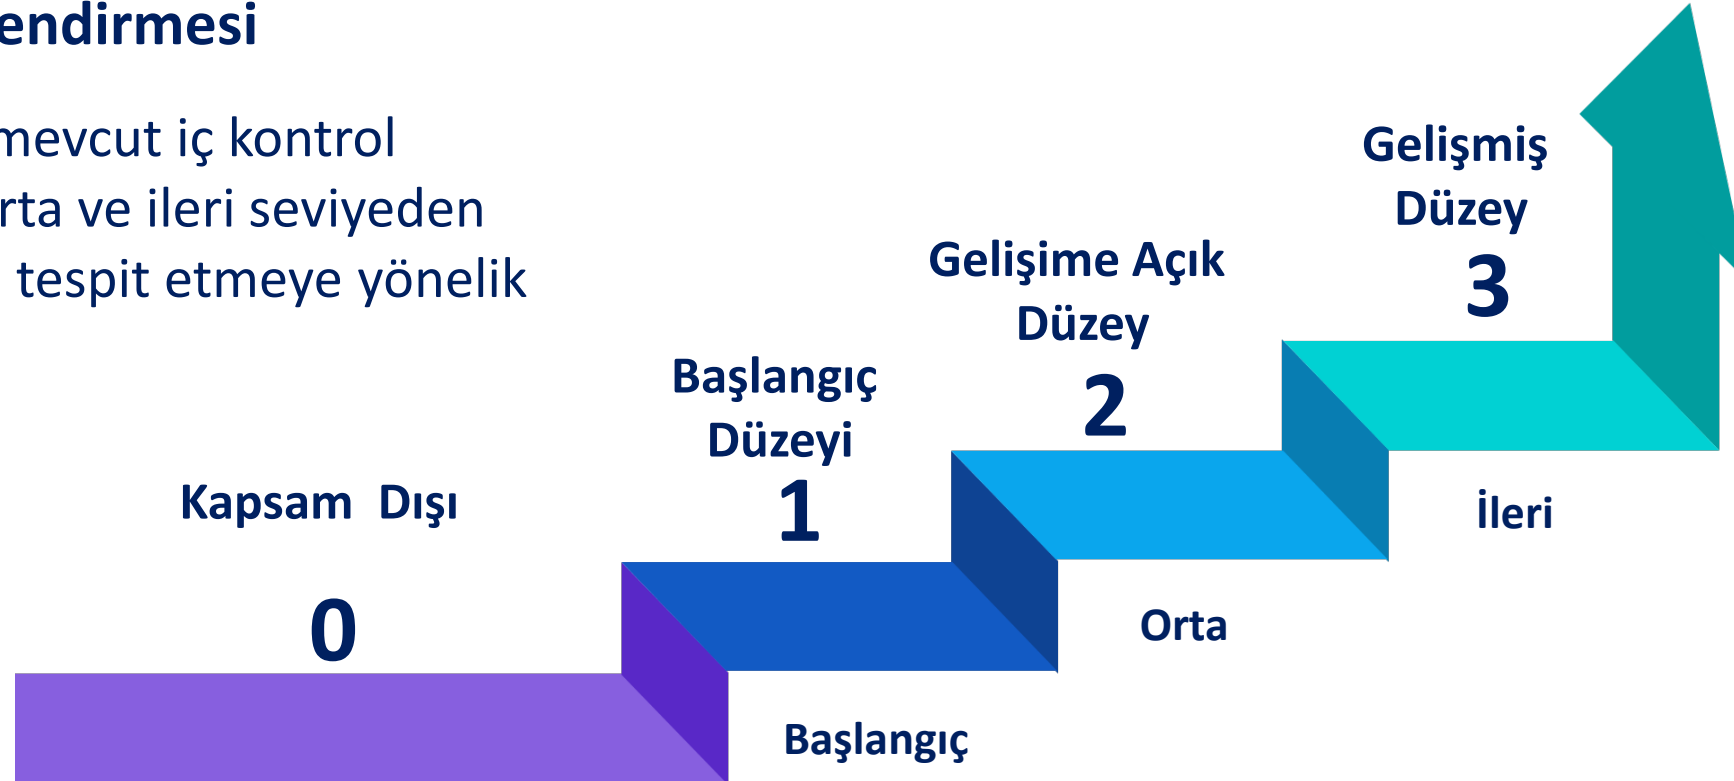 endirmesi
mevcut iç kontrol
rta ve ileri seviyeden
tespit etmeye yönelik
Kapsam Dışı
0
Başlangıç
Düzeyi
1
Başlangıç
Gelişime Açık
Düzey
2
Orta
Gelişmiş
Düzey
3
İleri